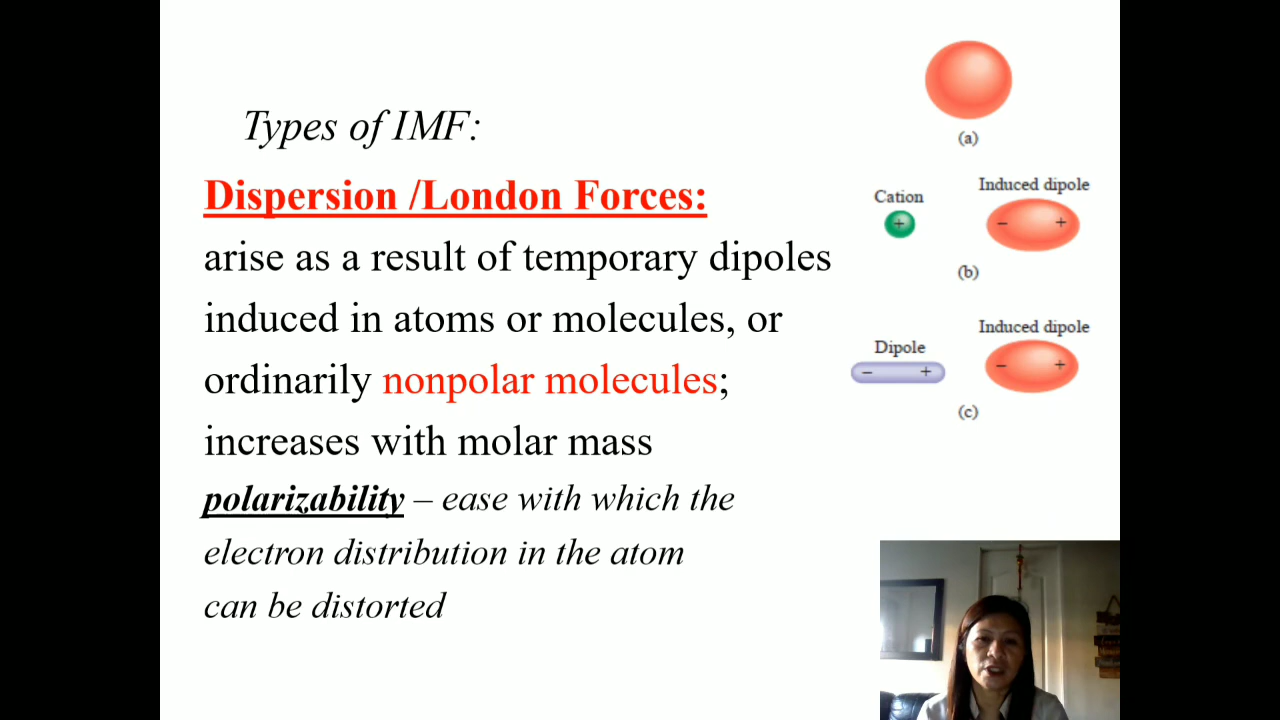 Types of IMF:
Dispersion /London Forces:
arise as a result of temporary dipoles
induced in atoms or molecules, or
ordinarily nonpolar molecules;
increases with molar mass
polarizability – ease with which the
electron distribution in the atom
can be distorted
(a)
Cation
Induced dipole
+
− +
(b)
Dipole
Induced dipole
− +
− +
(c)